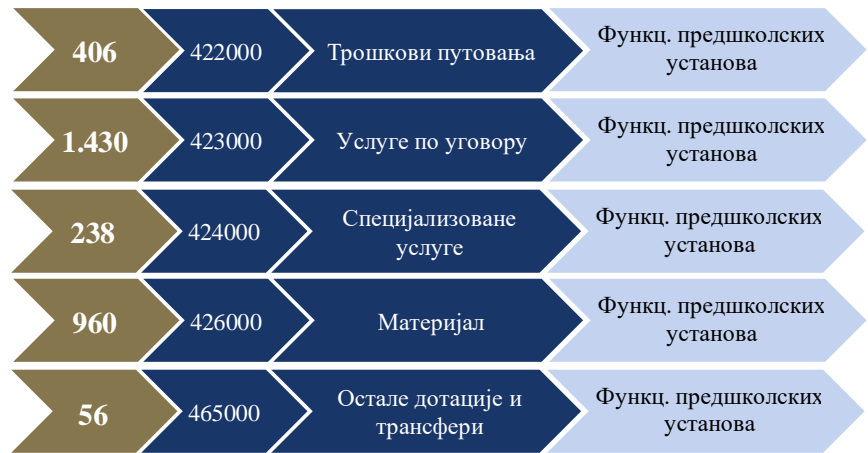 406
422000
Трошкови путовања
Функц. предшколских
установа
1.430
423000
Услуге по уговору
Функц. предшколских
установа
238
424000
Специјализоване
услуге
Функц. предшколских
установа
960
426000
Материјал
Функц. предшколских
установа
56
465000
Остале дотације и
трансфери
Функц. предшколских
установа